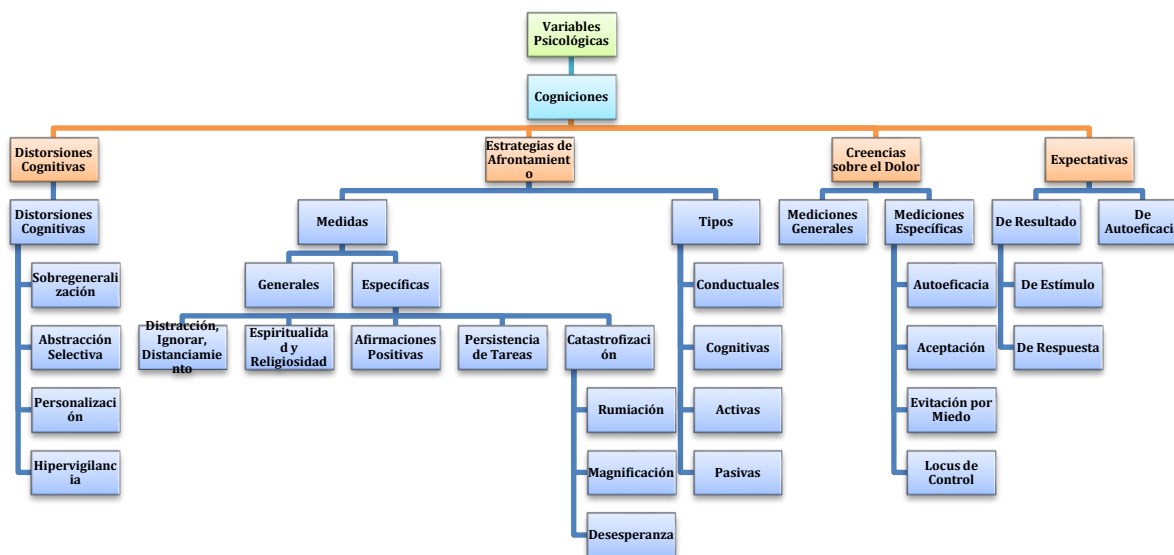 Variables
Psicológicas
Cogniciones
Distorsiones
Cognitivas
Estrategias de
Afrontamient
o
Creencias
sobre el Dolor
Expectativas
Distorsiones
Cognitivas
Medidas
Tipos
Mediciones
Generales
Mediciones
Específicas
De Resultado
De
Autoeficacia
Sobregenerali
zación
Generales
Específicas
Conductuales
Autoeficacia
De Estímulo
Abstracción
Selectiva
Distracción,
Ignorar,
Distanciamie
nto
Espiritualida
d y
Religiosidad
Afirmaciones
Positivas
Persistencia
de Tareas
Catastrofizaci
ón
Cognitivas
Aceptación
De Respuesta
Personalizaci
ón
Rumiación
Activas
Evitación por
Miedo
Hipervigilanc
ia
Magnificación
Pasivas
Locus de
Control
Desesperanza